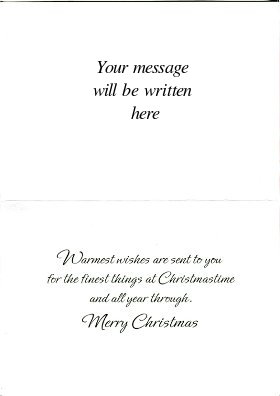 Your message
will be written
here
Warmest wishes are sent to you
for the finest things at Christmastime
and all year through.
Merry Christmas